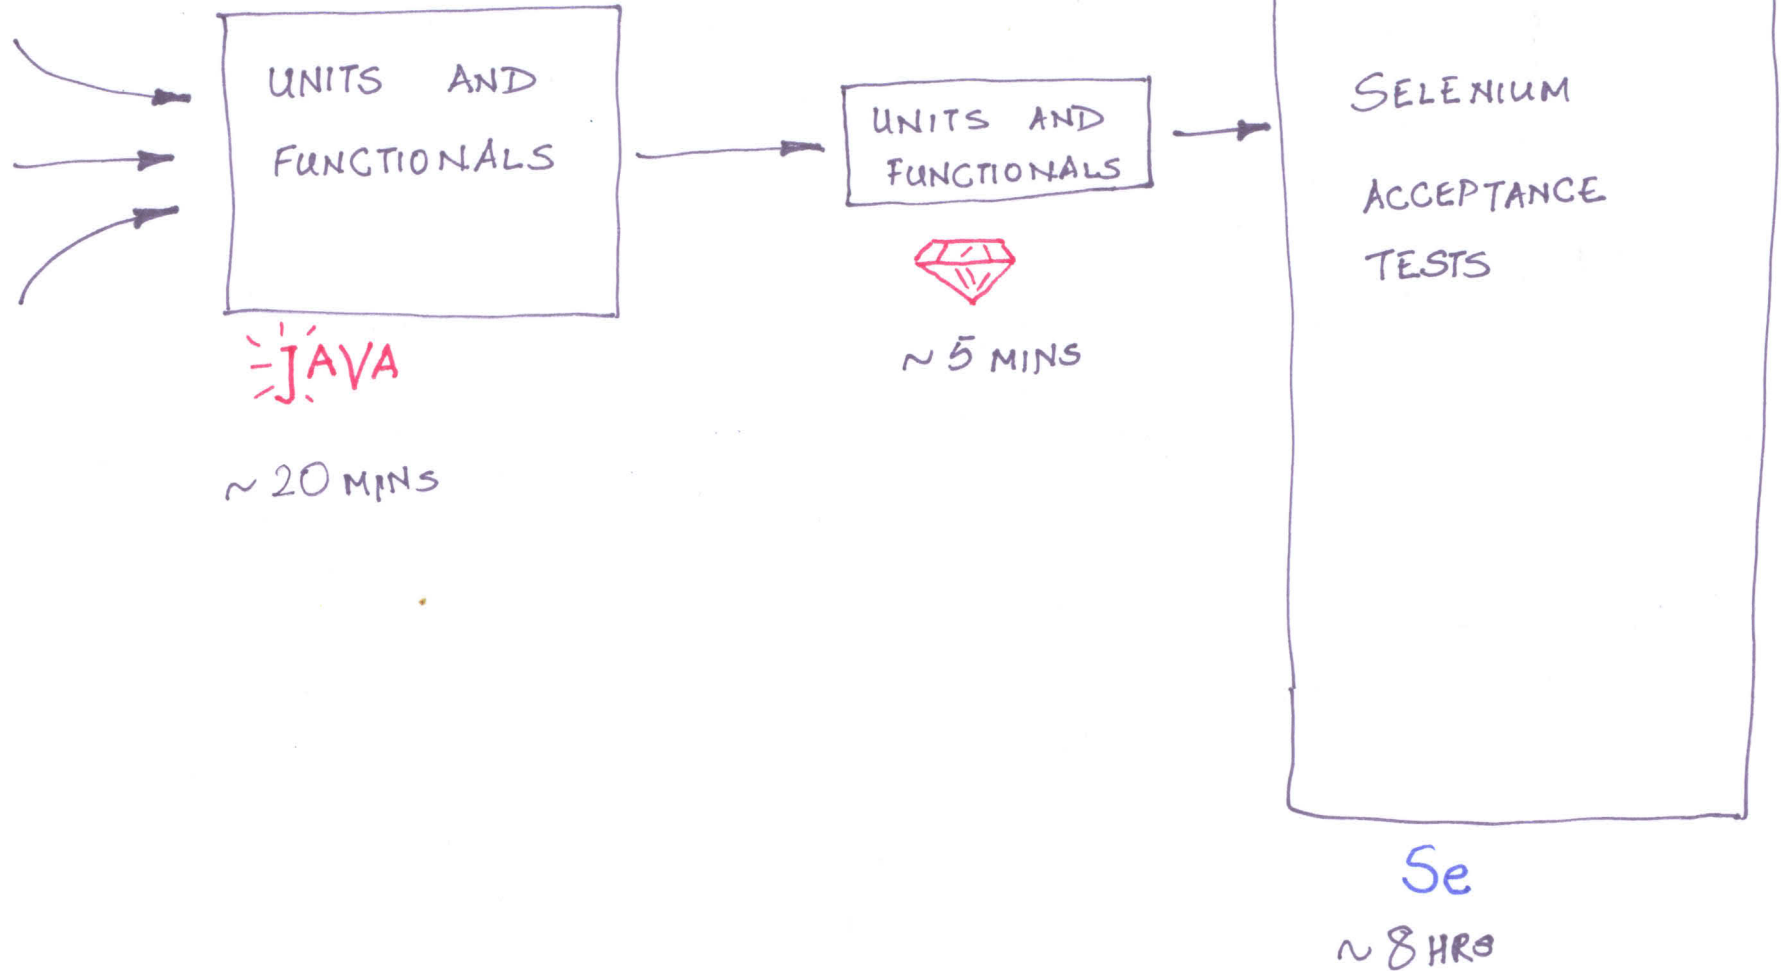 UNITS AND
FUNCTIONALS
JAVA
~ 20 MINS
UNITS AND
FUNCTIONALS
~ 5 MINS
SELENIUM
ACCEPTANCE
TESTS
Se
~ 8 HRS